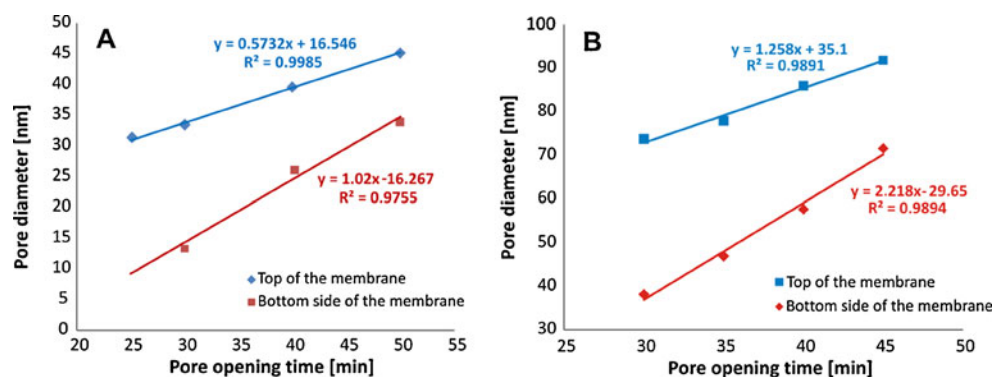 A
y = 0.5732x + 16.546
R² = 0.9985
y = 1.02x-16.267
R² = 0.9755
Top of the membrane
Bottom side of the membrane
Pore diameter [nm]
50
45
40
35
30
25
20
15
10
5
0
20 25 30 35 40 45 50 55
Pore opening time [min]
B
y = 1.258x + 35.1
R² = 0.9891
y = 2.218x- 29.65
R² = 0.9894
Top of the membrane
Bottom side of the membrane
Pore diameter [nm]
100
90
80
70
60
50
40
30
25 30 35 40 45 50
Pore opening time [min]